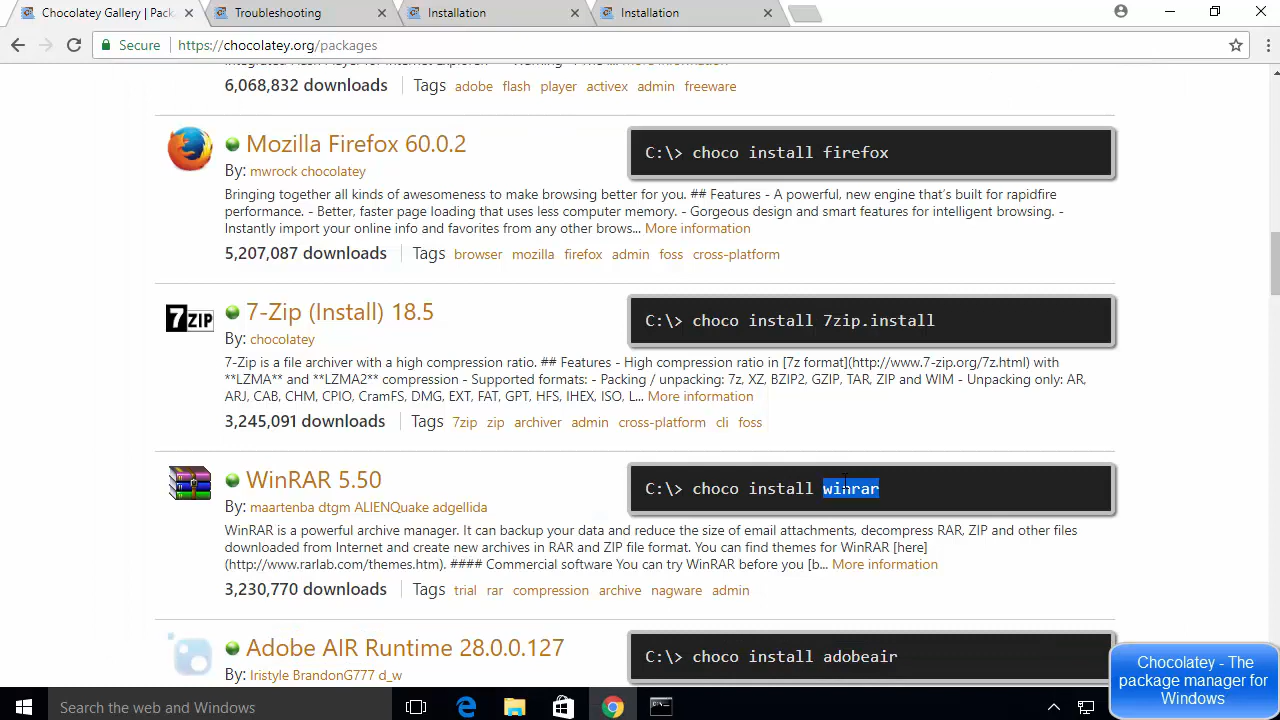 Chocolatey Gallery | Pack
Troubleshooting
Installation
Installation
Secure
https://chocolatey.org/packages
6,068,832 downloads
Tags adobe flash player activex admin freeware
Mozilla Firefox 60.0.2
C:\> choco install firefox
By: mwrock chocolatey
Bringing together all kinds of awesomeness to make browsing better for you. ## Features - A powerful, new engine that's built for rapidfire
performance. - Better, faster page loading that uses less computer memory. - Gorgeous design and smart features for intelligent browsing. -
Instantly import your online info and favorites from any other brows... More information
5,207,087 downloads
Tags browser mozilla firefox admin foss cross-platform
7ZIP
7-Zip (Install) 18.5
C:\> choco install 7zip.install
By: chocolatey
7-Zip is a file archiver with a high compression ratio. ## Features - High compression ratio in [7z format](http://www.7-zip.org/7z.html) with
**LZMA** and **LZMA2** compression - Supported formats: - Packing / unpacking: 7z, XZ, BZIP2, GZIP, TAR, ZIP and WIM - Unpacking only: AR,
ARJ, CAB, CHM, CPIO, CramFS, DMG, EXT, FAT, GPT, HFS, IHEX, ISO, L... More information
3,245,091 downloads
Tags 7zip zip archiver admin cross-platform cli foss
WinRAR 5.50
C:\> choco install winrar
By: maartenba dtgm ALIENQuake adgellida
WinRAR is a powerful archive manager. It can backup your data and reduce the size of email attachments, decompress RAR, ZIP and other files
downloaded from Internet and create new archives in RAR and ZIP file format. You can find themes for WinRAR [here]
(http://www.rarlab.com/themes.htm). #### Commercial software You can try WinRAR before you [b... More information
3,230,770 downloads
Tags trial rar compression archive nagware admin
Adobe AIR Runtime 28.0.0.127
C:\> choco install adobeair
By: Iristyle BrandonG777 d_w
Chocolatey - The
package manager for
Windows
Search the web and Windows